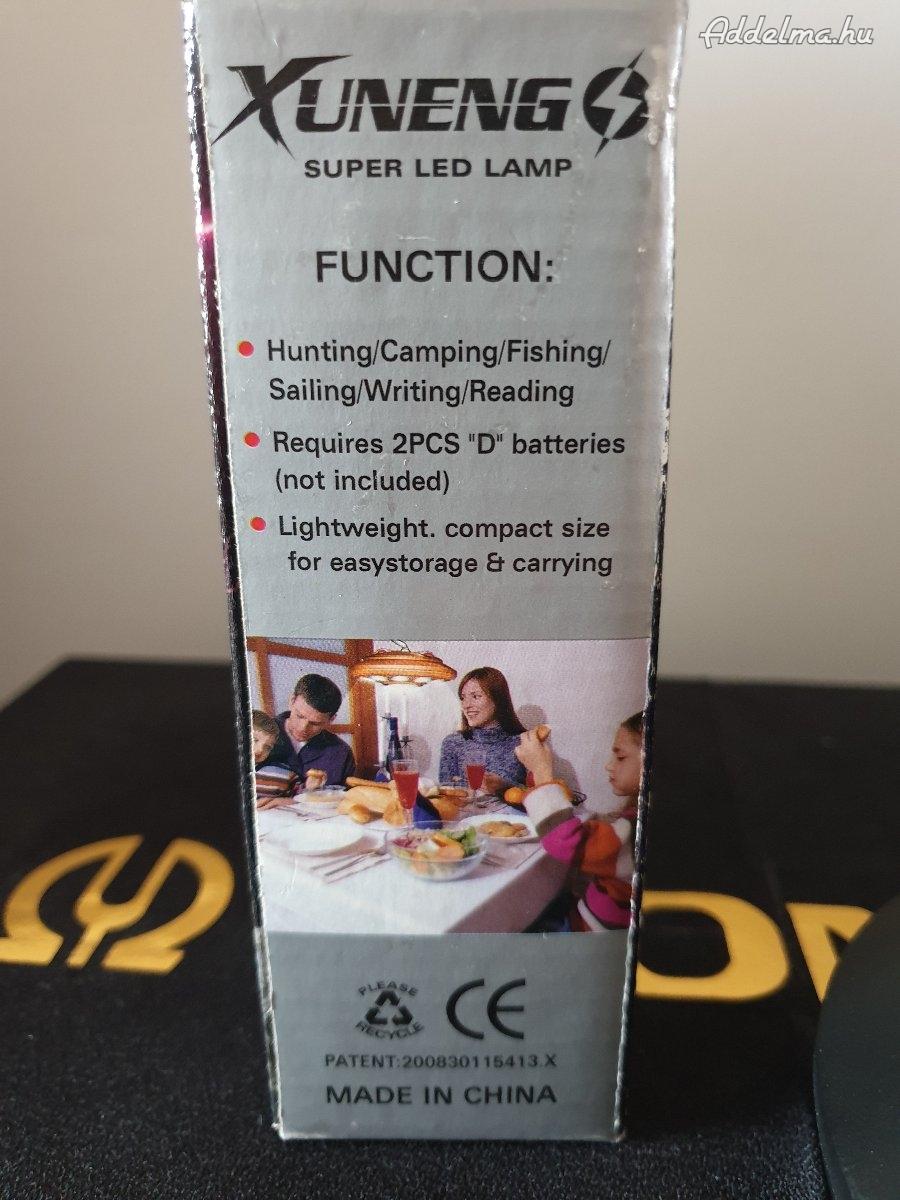 Addelma.hu
XUNENG
SUPER LED LAMP
FUNCTION:
Hunting/Camping/Fishing/
Sailing/Writing/Reading
Requires 2PCS "D" batteries
(not included)
Lightweight. compact size
for easystorage & carrying
PLEASE
RECYCLE
CE
PATENT:200830115413.X
MADE IN CHINA